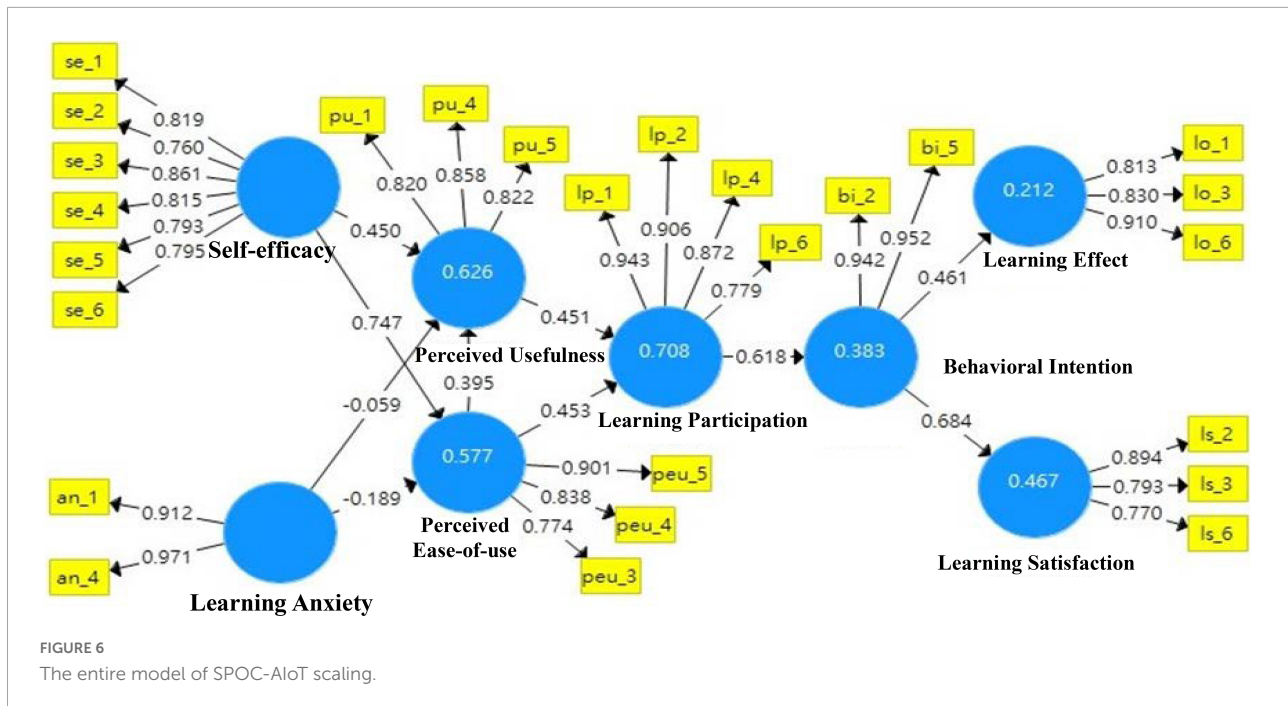 se_1
se_2
se_3
se_4
se_5
se_6
0.819
0.760
0.861
0.815
0.793
0.795
Self-efficacy
pu_1
pu_4
pu_5
0.820
0.858
0.822
0.450
0.626
Perceived Usefulness
0.747
-0.059
0.395
an_1
an_4
0.912
0.971
Learning Anxiety
-0.189
0.577
Perceived
Ease-of-use
0.901
0.838
0.774
peu_5
peu_4
peu_3
0.451
0.453
lp_1
lp_2
lp_4
lp_6
0.943
0.906
0.872
0.779
0.708
Learning Participation
0.618
bi_2
bi_5
0.942
0.952
0.383
Behavioral Intention
0.461
0.684
0.212
Learning Effect
0.813
0.830
0.910
lo_1
lo_3
lo_6
0.467
Learning Satisfaction
0.894
0.793
0.770
ls_2
ls_3
ls_6
FIGURE 6
The entire model of SPOC-AIoT scaling.